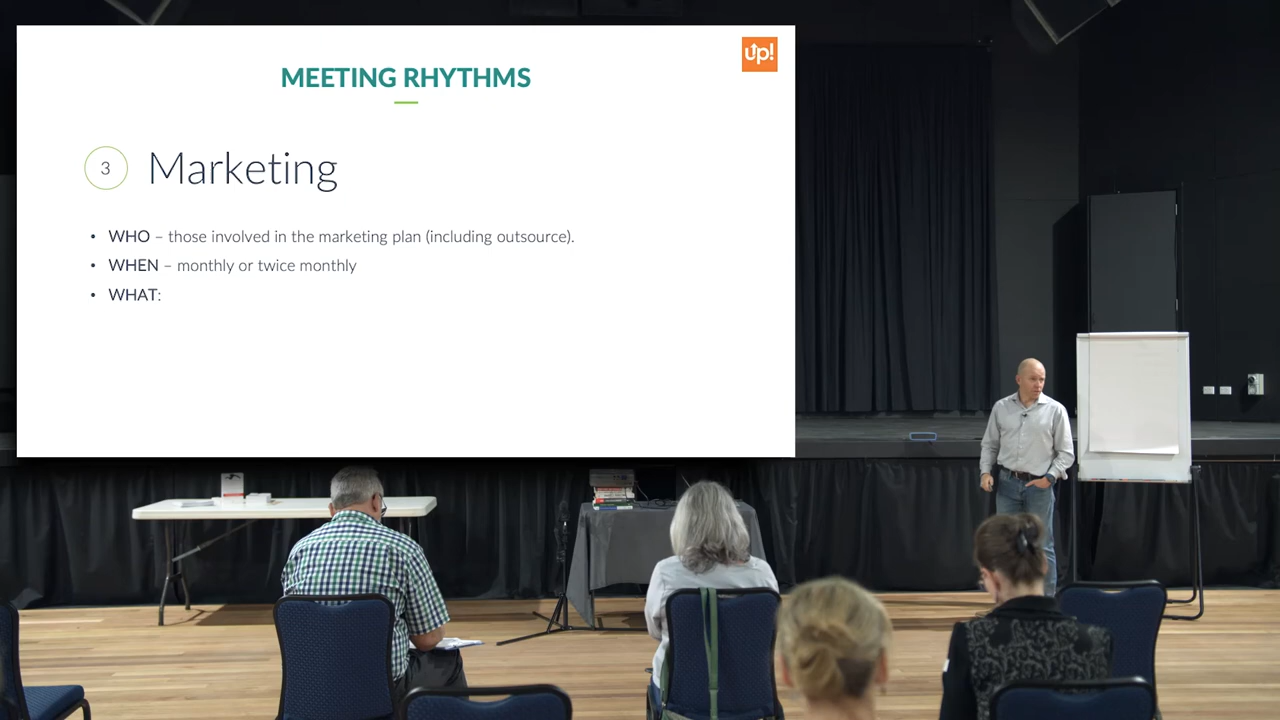 up!
MEETING RHYTHMS
3 Marketing
• WHO – those involved in the marketing plan (including outsource).
• WHEN – monthly or twice monthly
• WHAT: